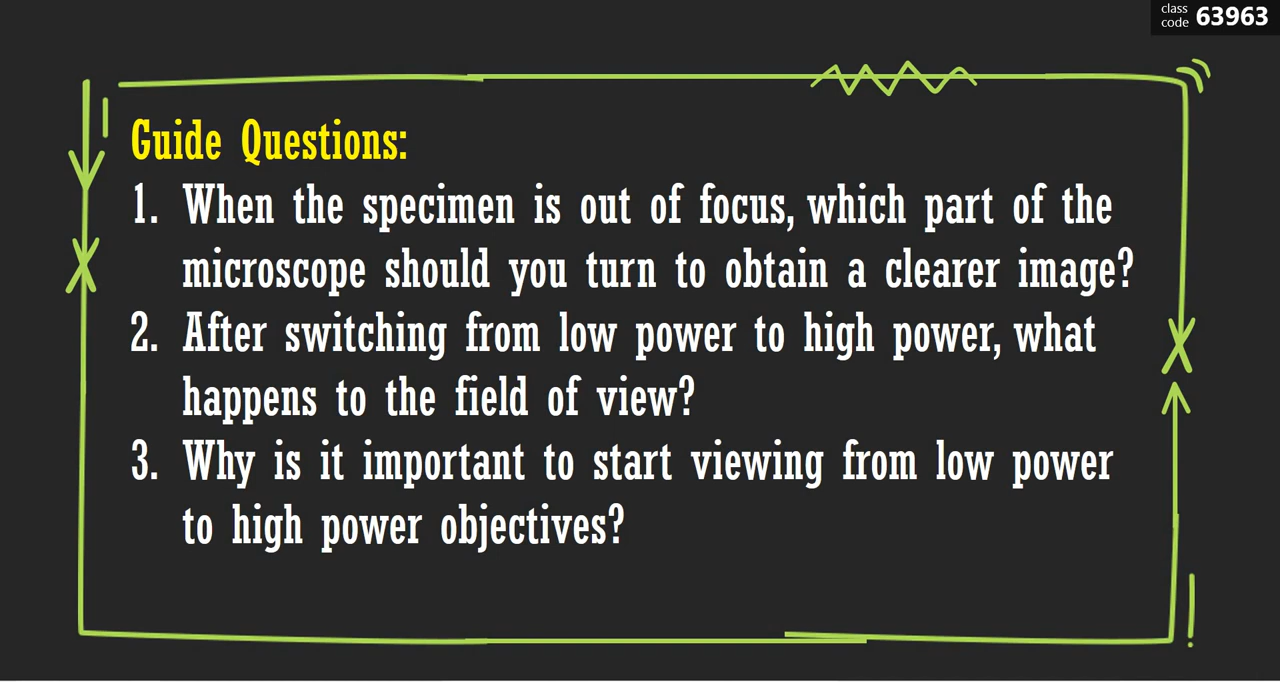 class
code 63963
Guide Questions:
1. When the specimen is out of focus, which part of the
microscope should you turn to obtain a clearer image?
2. After switching from low power to high power, what
happens to the field of view?
3. Why is it important to start viewing from low power
to high power objectives?